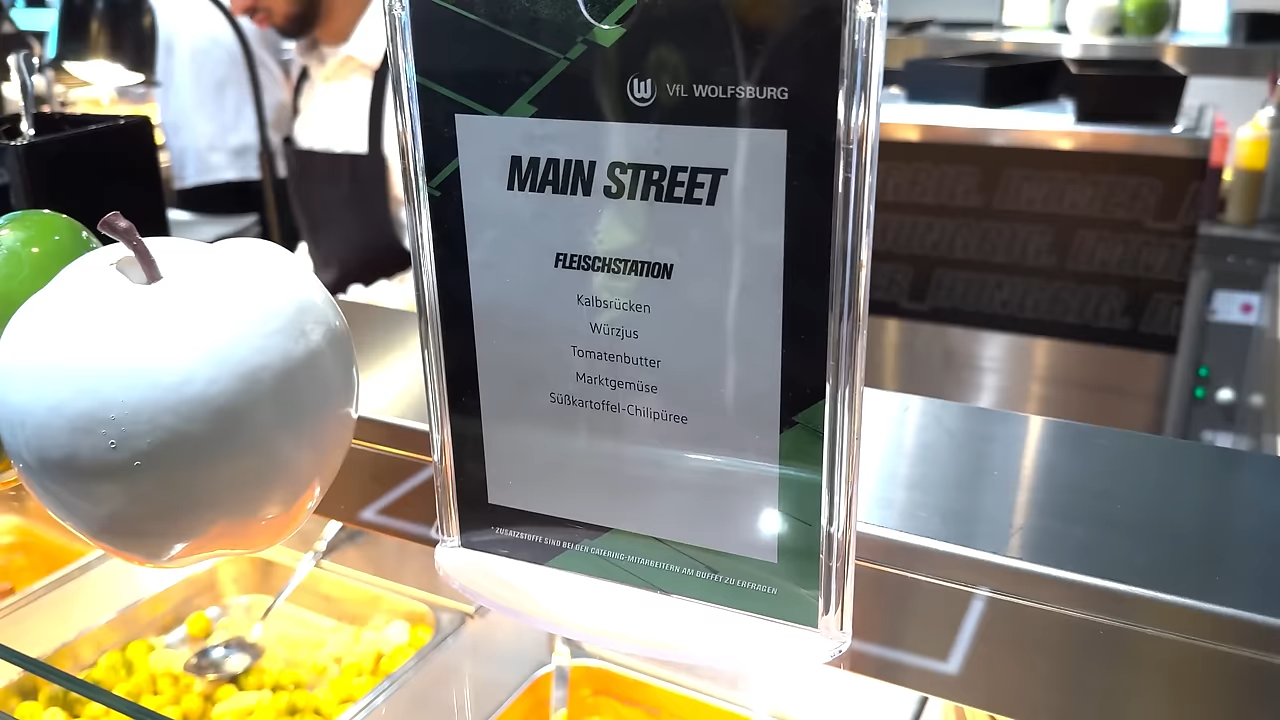 VfL WOLFSBURG
MAIN STREET
FLEISCHSTATION
Kalbsrücken
Würzjus
Tomatenbutter
Marktgemüse
Süßkartoffel-Chilipüree
* ZUSATZSTOFFE SIND BEI DEN CATERING-MITARBEITERN AM BUFFET ZU ERFRAGEN